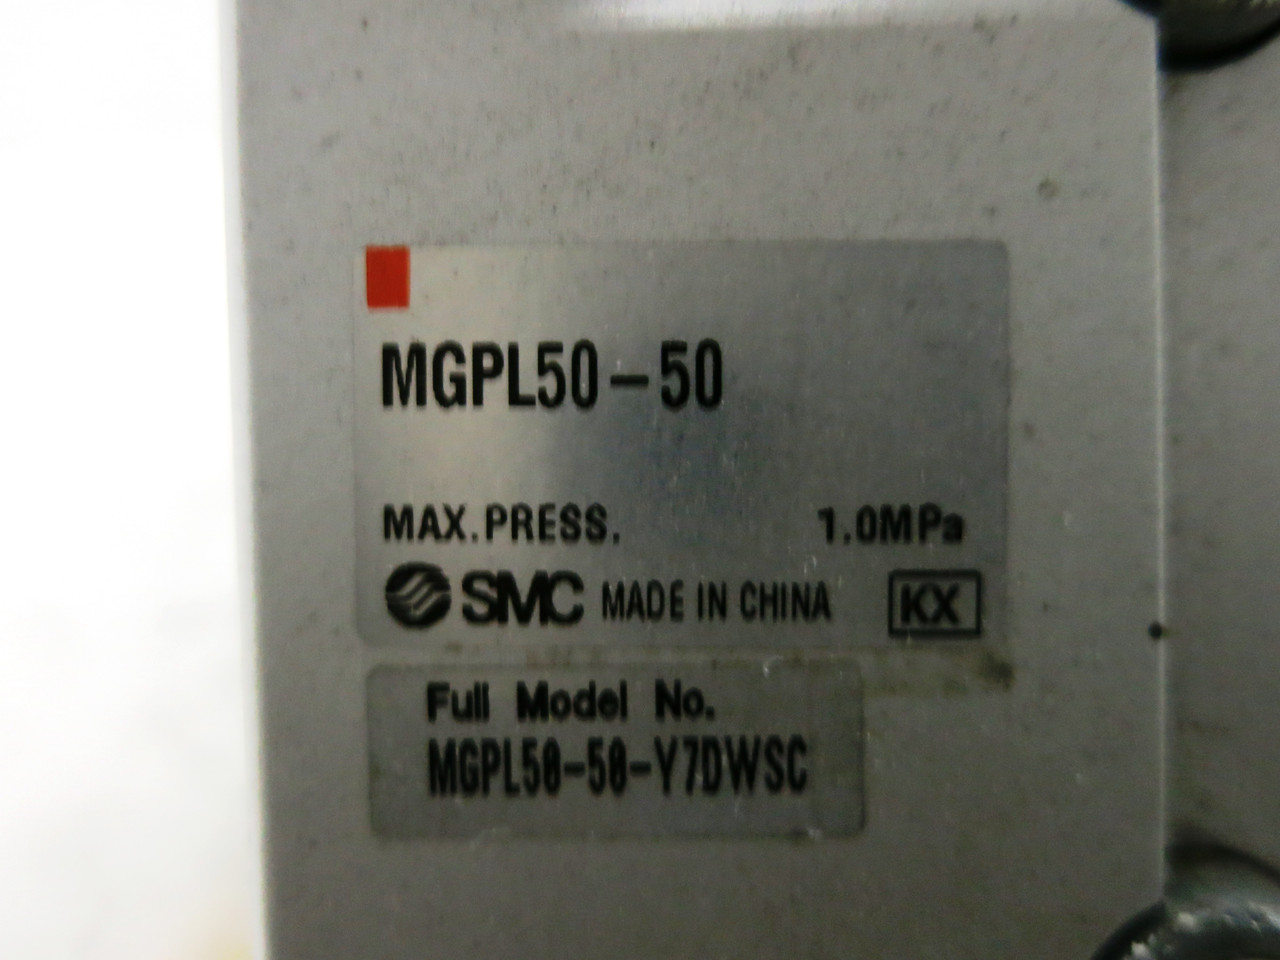 MGPL50-50
MAX.PRESS. 1.0MPa
SMC MADE IN CHINA KX
Full Model No.
MGPL50-50-Y7DWSC